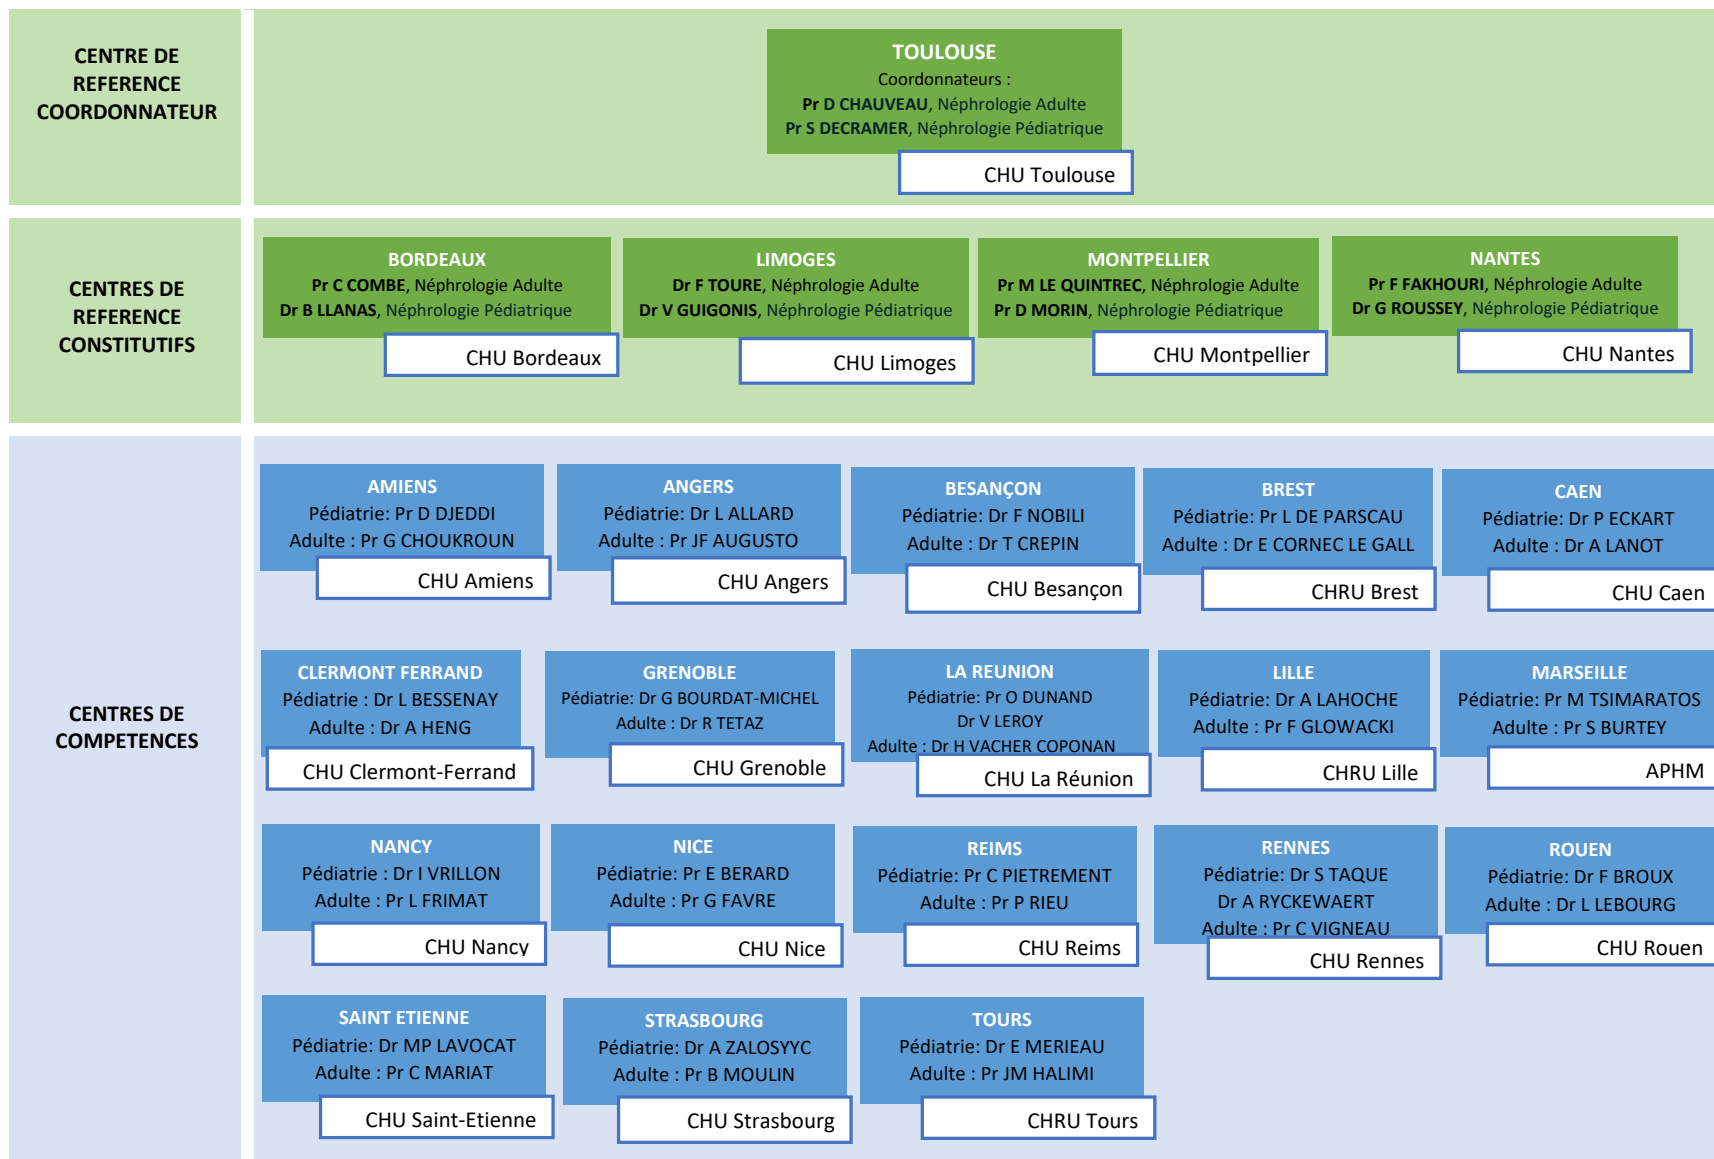 CENTRE DE
REFERENCE
COORDONNATEUR
TOULOUSE
Coordonnateurs :
Pr D CHAUVEAU, Néphrologie Adulte
Pr S DECRAMER, Néphrologie Pédiatrique
CHU Toulouse
CENTRES DE
REFERENCE
CONSTITUTIFS
BORDEAUX
Pr C COMBE, Néphrologie Adulte
Dr B LLANAS, Néphrologie Pédiatrique
CHU Bordeaux
LIMOGES
Dr F TOURE, Néphrologie Adulte
Dr V GUIGONIS, Néphrologie Pédiatrique
CHU Limoges
MONTPELLIER
Pr M LE QUINTREC, Néphrologie Adulte
Pr D MORIN, Néphrologie Pédiatrique
CHU Montpellier
NANTES
Pr F FAKHOURI, Néphrologie Adulte
Dr G ROUSSEY, Néphrologie Pédiatrique
CHU Nantes
CENTRES DE
COMPETENCES
AMIENS
Pédiatrie: Pr D DJEDDI
Adulte : Pr G CHOUKROUN
CHU Amiens
ANGERS
Pédiatrie: Dr L ALLARD
Adulte : Pr JF AUGUSTO
CHU Angers
BESANÇON
Pédiatrie: Dr F NOBILI
Adulte : Dr T CREPIN
CHU Besançon
BREST
Pédiatrie: Pr L DE PARSCAU
Adulte : Dr E CORNEC LE GALL
CHRU Brest
CAEN
Pédiatrie: Dr P ECKART
Adulte : Dr A LANOT
CHU Caen
CLERMONT FERRAND
Pédiatrie : Dr L BESSENAY
Adulte : Dr A HENG
CHU Clermont-Ferrand
GRENOBLE
Pédiatrie: Dr G BOURDAT-MICHEL
Adulte : Dr R TETAZ
CHU Grenoble
LA REUNION
Pédiatrie: Pr O DUNAND
Dr V LEROY
Adulte : Dr H VACHER COPONAN
CHU La Réunion
LILLE
Pédiatrie: Dr A LAHOCHE
Adulte : Pr F GLOWACKI
CHRU Lille
MARSEILLE
Pédiatrie: Pr M TSIMARATOS
Adulte : Pr S BURTEY
APHM
NANCY
Pédiatrie : Dr I VRILLON
Adulte : Pr L FRIMAT
CHU Nancy
NICE
Pédiatrie: Pr E BERARD
Adulte : Pr G FAVRE
CHU Nice
REIMS
Pédiatrie: Pr C PIETREMENT
Adulte : Pr P RIEU
CHU Reims
RENNES
Pédiatrie: Dr S TAQUE
Dr A RYCKEWAERT
Adulte : Pr C VIGNEAU
CHU Rennes
ROUEN
Pédiatrie: Dr F BROUX
Adulte : Dr L LEBOURG
CHU Rouen
SAINT ETIENNE
Pédiatrie: Dr MP LAVOCAT
Adulte : Pr C MARIAT
CHU Saint-Etienne
STRASBOURG
Pédiatrie: Dr A ZALOSYYC
Adulte : Pr B MOULIN
CHU Strasbourg
TOURS
Pédiatrie: Dr E MERIEAU
Adulte : Pr JM HALIMI
CHRU Tours